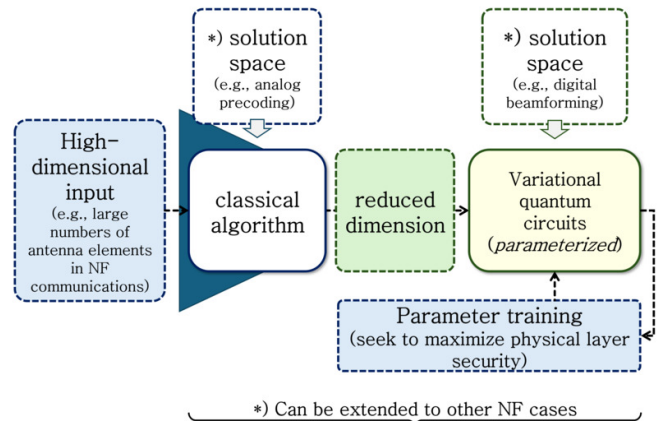 *) solution
space
(e.g., analog
precoding)
*) solution
space
(e.g., digital
beamforming)
High-
dimensional
input
(e.g., large
numbers of
antenna elements
in NF
communications)
classical
algorithm
reduced
dimension
Variational
quantum
circuits
(parameterized)
Parameter training
(seek to maximize physical layer
security)
*) Can be extended to other NF cases